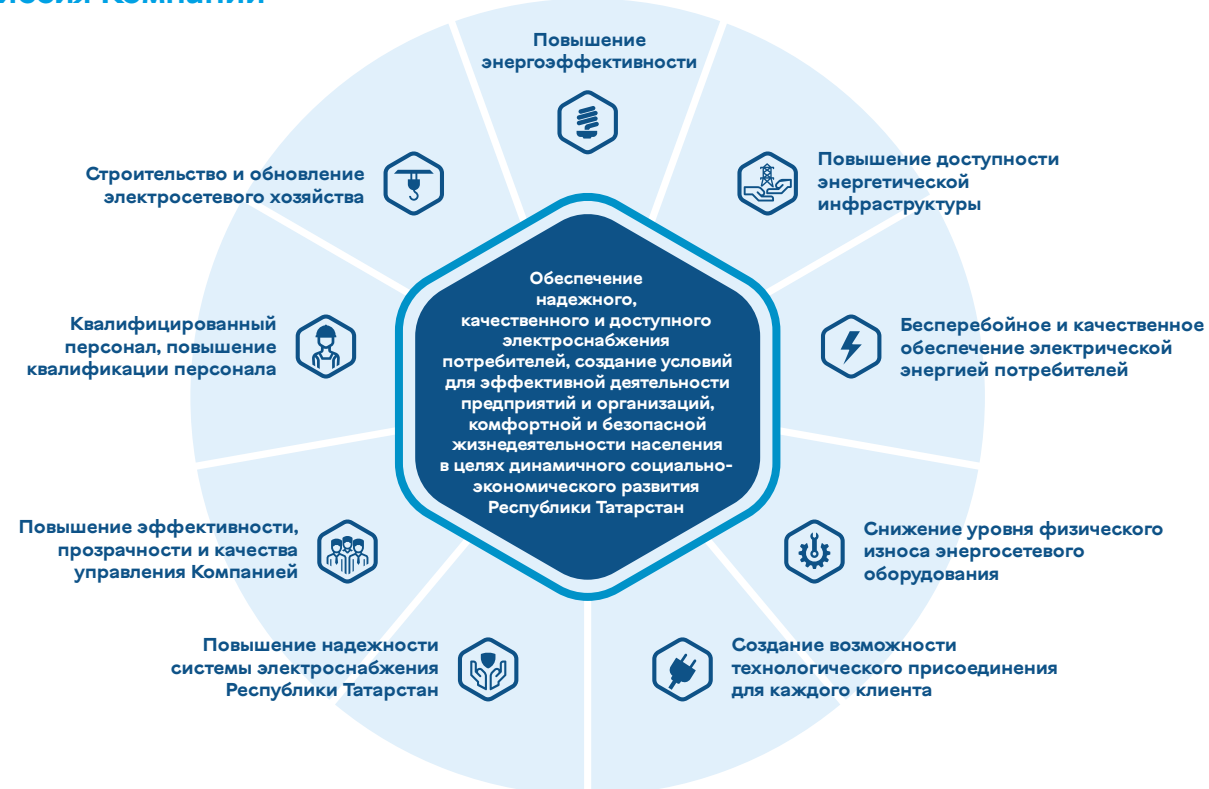 Миссия Компании
Повышение
энергоэффективности
Повышение доступности
энергетической
инфраструктуры
Бесперебойное и качественное
обеспечение электрической
энергией потребителей
Снижение уровня физического
износа энергосетевого
оборудования
Создание возможности
технологического присоединения
для каждого клиента
Повышение надежности
системы электроснабжения
Республики Татарстан
Повышение эффективности,
прозрачности и качества
управления Компанией
Квалифицированный
персонал, повышение
квалификации персонала
Строительство и обновление
электросетевого хозяйства
Обеспечение
надежного,
качественного и доступного
электроснабжения
потребителей, создание условий
для эффективной деятельности
предприятий и организаций,
комфортной и безопасной
жизнедеятельности населения
в целях динамичного социально-
экономического развития
Республики Татарстан